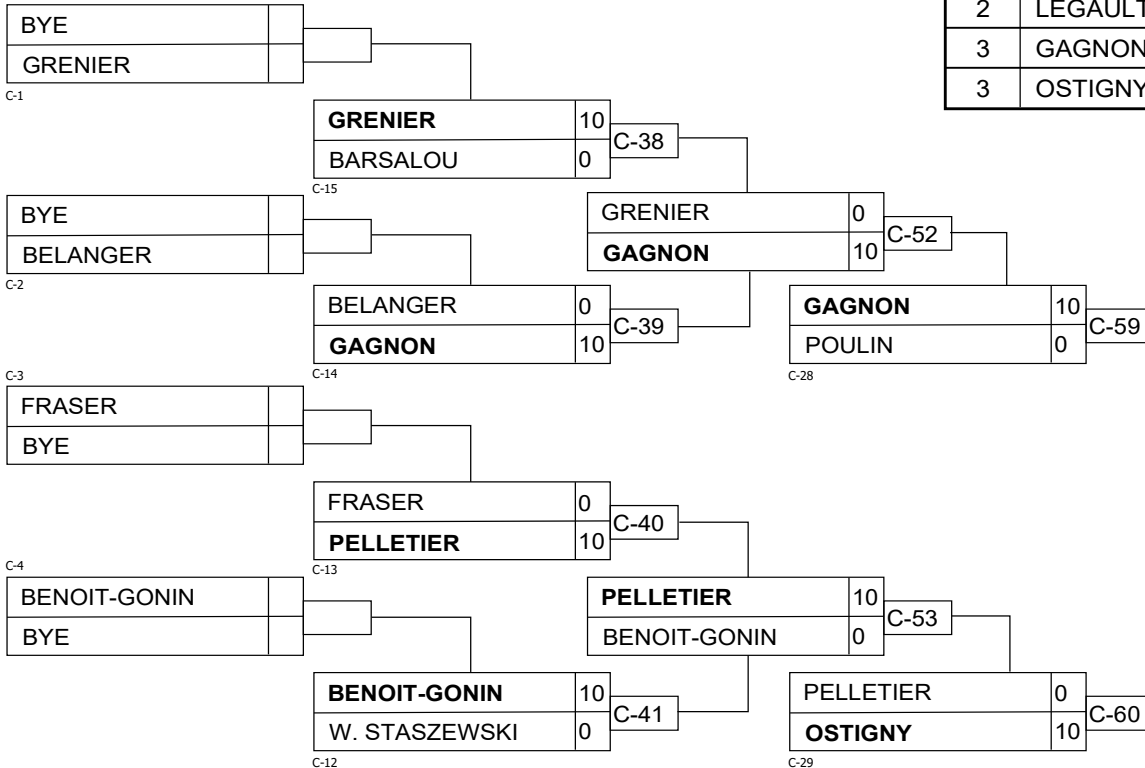 BYE
GRENIER
C-1
2 LEGAULT
3 GAGNON
3 OSTIGNY
GRENIER 10
BARSALOU 0
C-38
C-15
BYE
BELANGER
C-2
GRENIER 0
GAGNON 10
C-52
BELANGER 0
GAGNON 10
C-39
C-14
GAGNON 10
POULIN 0
C-59
C-28
C-3
FRASER
BYE
FRASER 0
PELLETIER 10
C-40
C-13
C-4
BENOIT-GONIN
BYE
PELLETIER 10
BENOIT-GONIN 0
C-53
BENOIT-GONIN 10
W. STASZEWSKI 0
C-41
C-12
PELLETIER 0
OSTIGNY 10
C-60
C-29